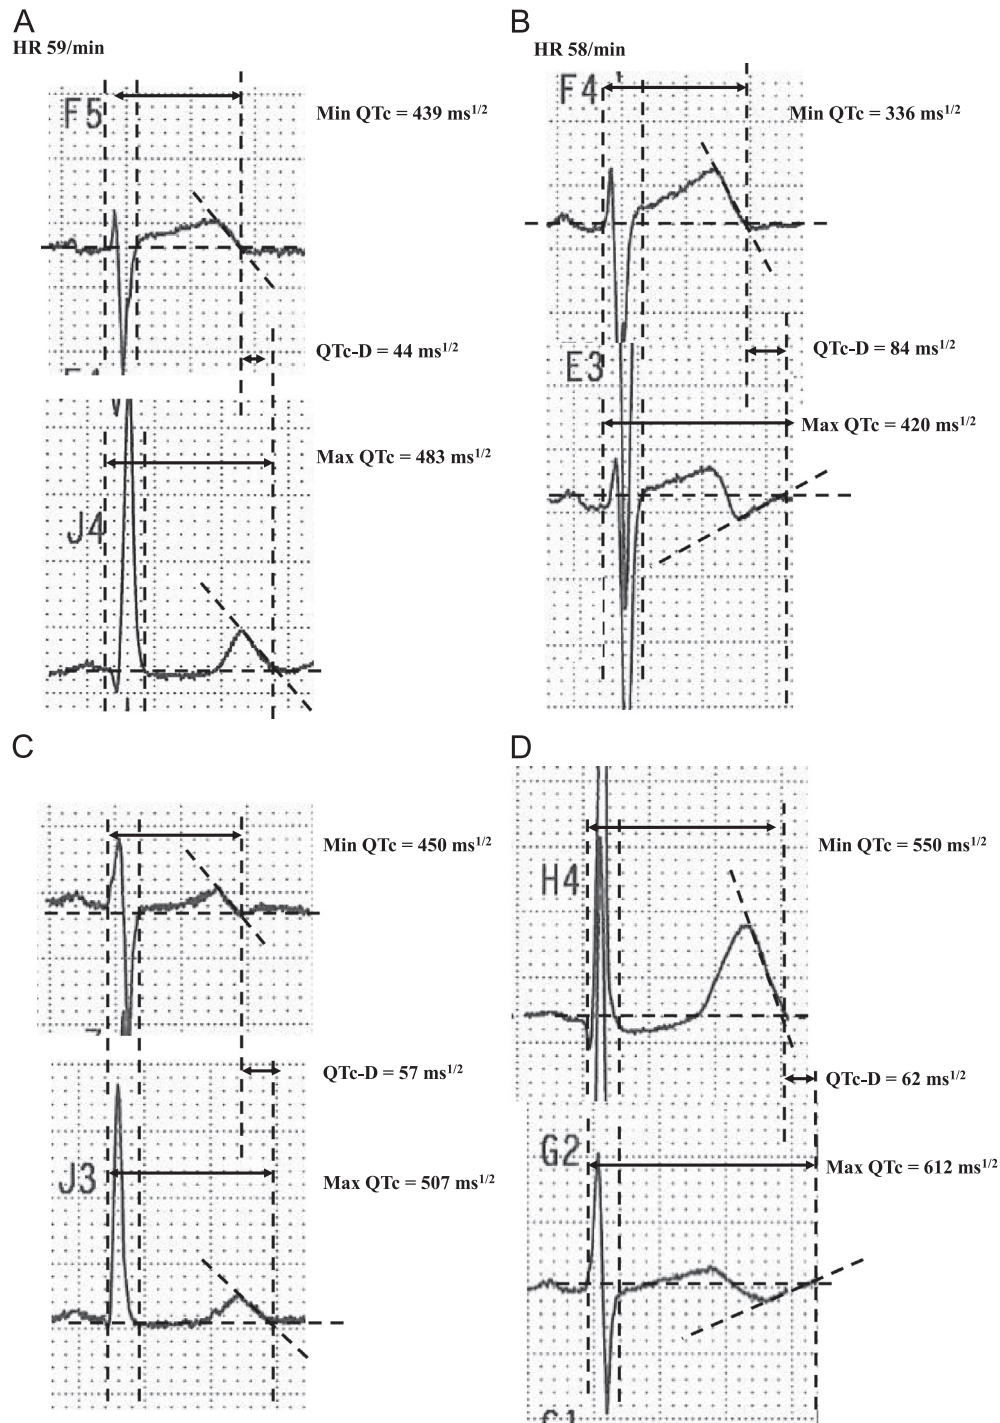 A
HR 59/min
F5
Min QTc = 439 ms1/2
QTc-D = 44 ms1/2
Max QTc = 483 ms1/2
J4
B
HR 58/min
F4
Min QTc = 336 ms1/2
QTc-D = 84 ms1/2
E3
Max QTc = 420 ms1/2
C
Min QTc = 450 ms1/2
QTc-D = 57 ms1/2
J3
Max QTc = 507 ms1/2
D
Min QTc = 550 ms1/2
H4
QTc-D = 62 ms1/2
G2
Max QTc = 612 ms1/2